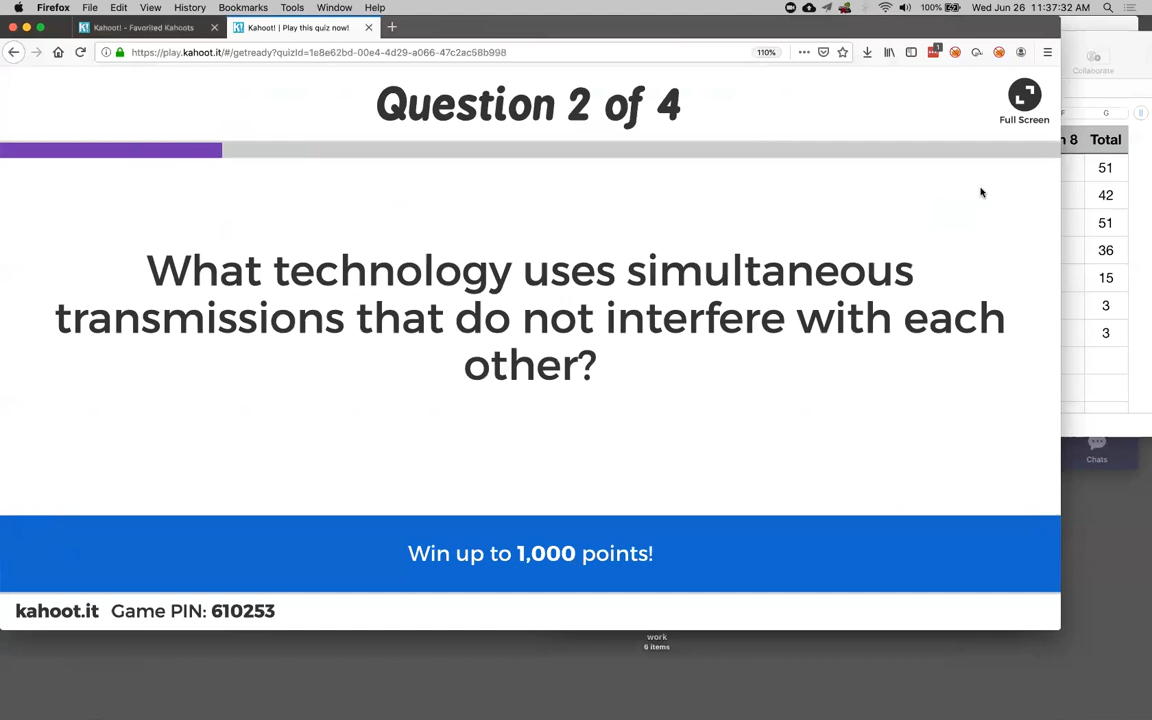 Firefox File Edit View History Bookmarks Tools Window Help 100% Wed Jun 26 11:37:32 AM
Kahoot! - Favorited Kahoots Kahoot! | Play this quiz now!
https://play.kahoot.it/#/getready?quizId=1e8e62bd-00e4-4d29-a066-47c2ac58b998 110%
Collaborate
Question 2 of 4
Full Screen
F G
n 8 Total
51
42
51
36
15
3
3
What technology uses simultaneous
transmissions that do not interfere with each
other?
Chats
Win up to 1,000 points!
kahoot.it Game PIN: 610253
work
6 items